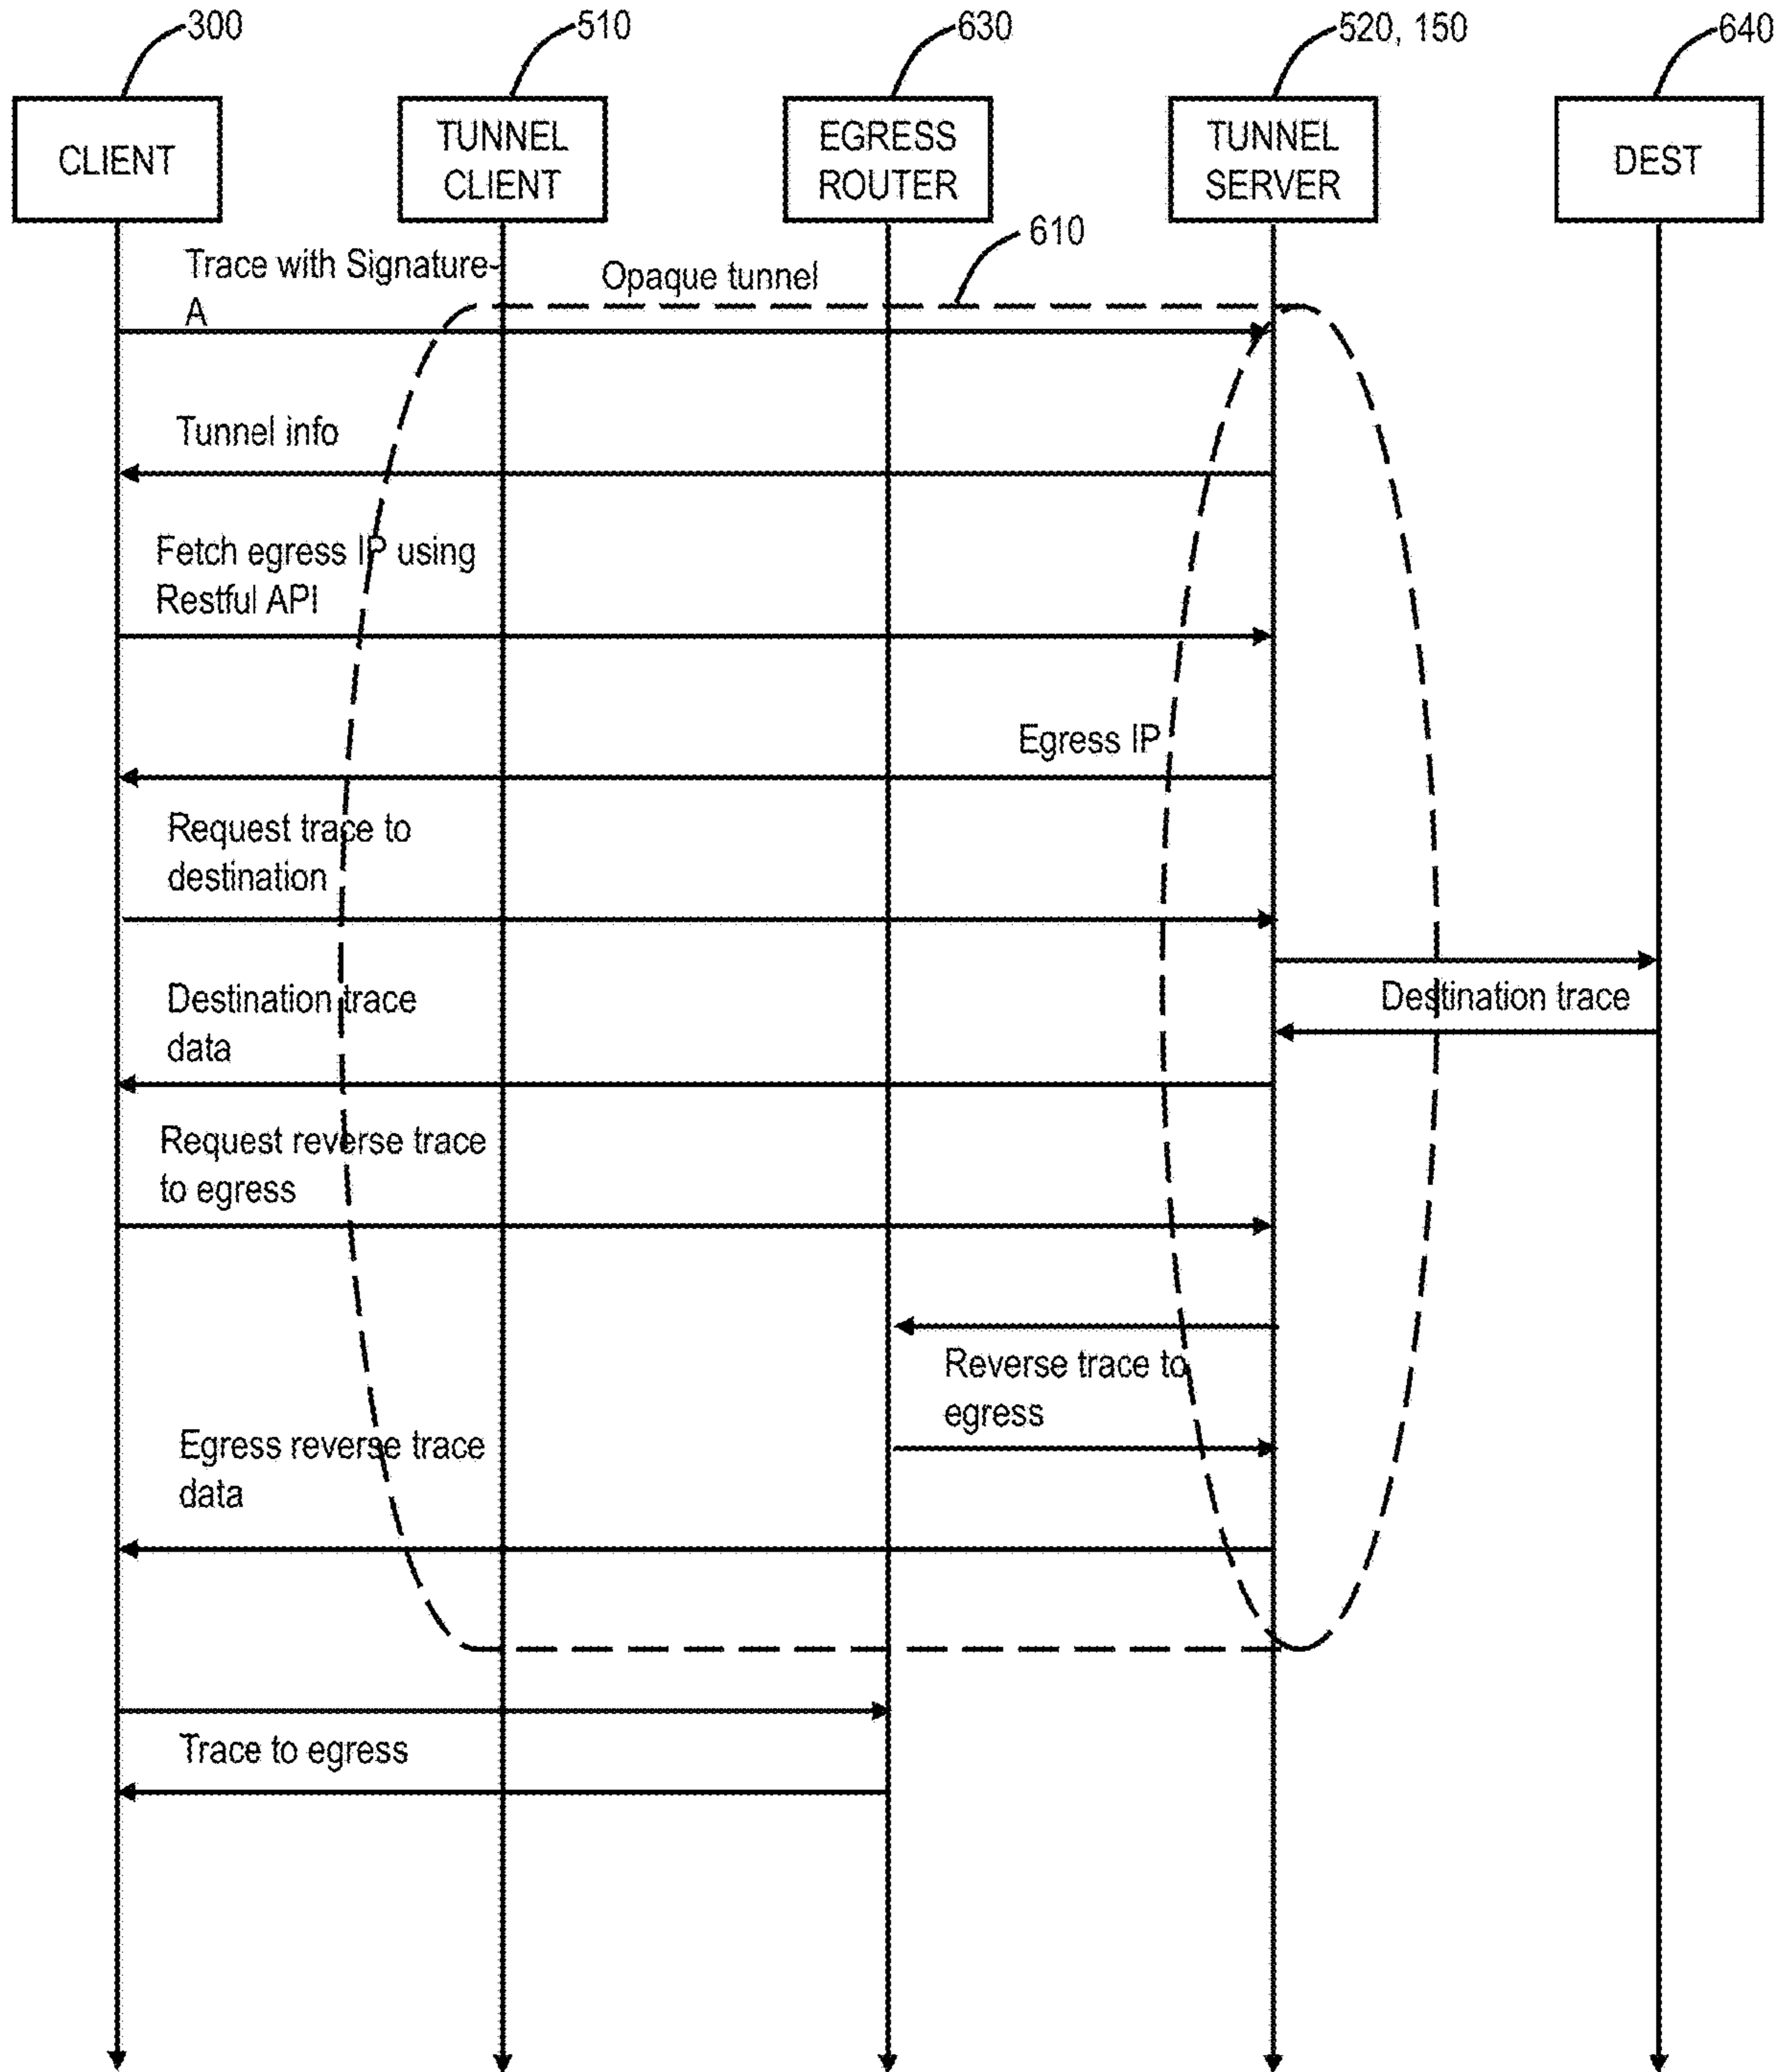 300
510
630
520, 150
640
CLIENT
TUNNEL
CLIENT
EGRESS
ROUTER
TUNNEL
SERVER
DEST
610
Trace with Signature-
A
Opaque tunnel
Tunnel info
Fetch egress IP using
Restful API
Egress IP
Request trace to
destination
Destination trace
data
Destination trace
Request reverse trace
to egress
Reverse trace to
egress
Egress reverse trace
data
Trace to egress